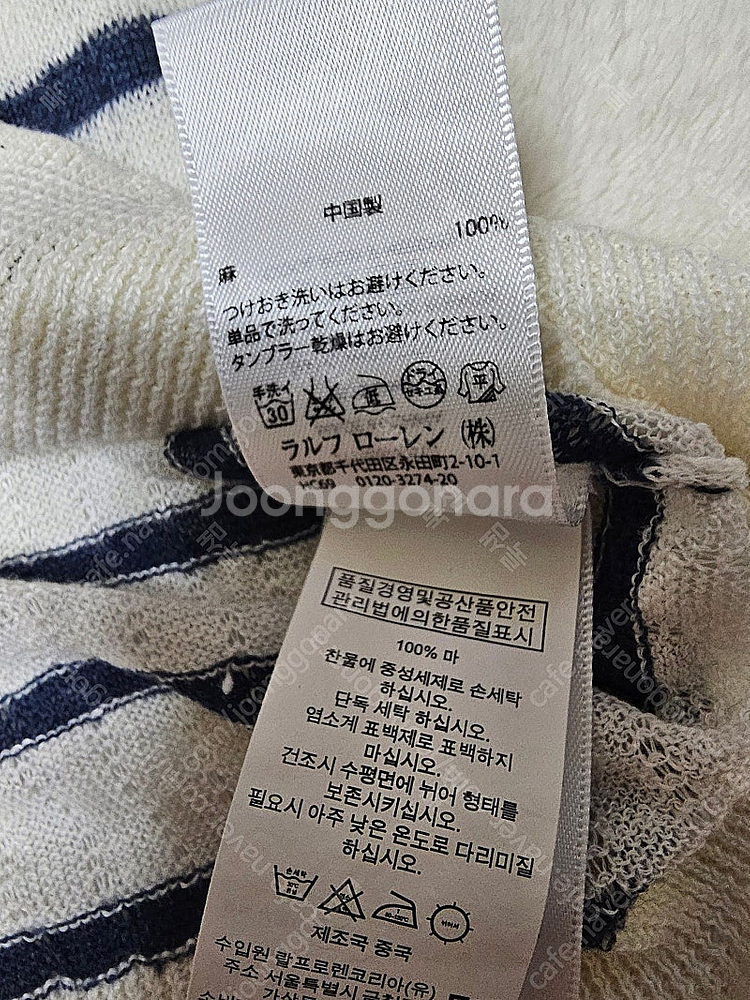 中国製
麻 100%
つけおき洗いはお避けください。
単品で洗ってください。
タンブラー乾燥はお避けください。
手洗イ
30
低
ドライ
セキユ系
平
ラルフ ローレン (株)
東京都千代田区永田町2-10-1
HC69 0120-3274-20
Joonggonara
품질경영및공산품안전
관리법에의한품질표시
100% 마
찬물에 중성세제로 손세탁
하십시오.
단독 세탁 하십시오.
염소계 표백제로 표백하지
마십시오.
건조시 수평면에 뉘어 형태를
보존시키십시오.
필요시 아주 낮은 온도로 다리미질
하십시오.
손세탁
제조국 중국
수입원 랄프로렌코리아(유)
주소 서울특별시